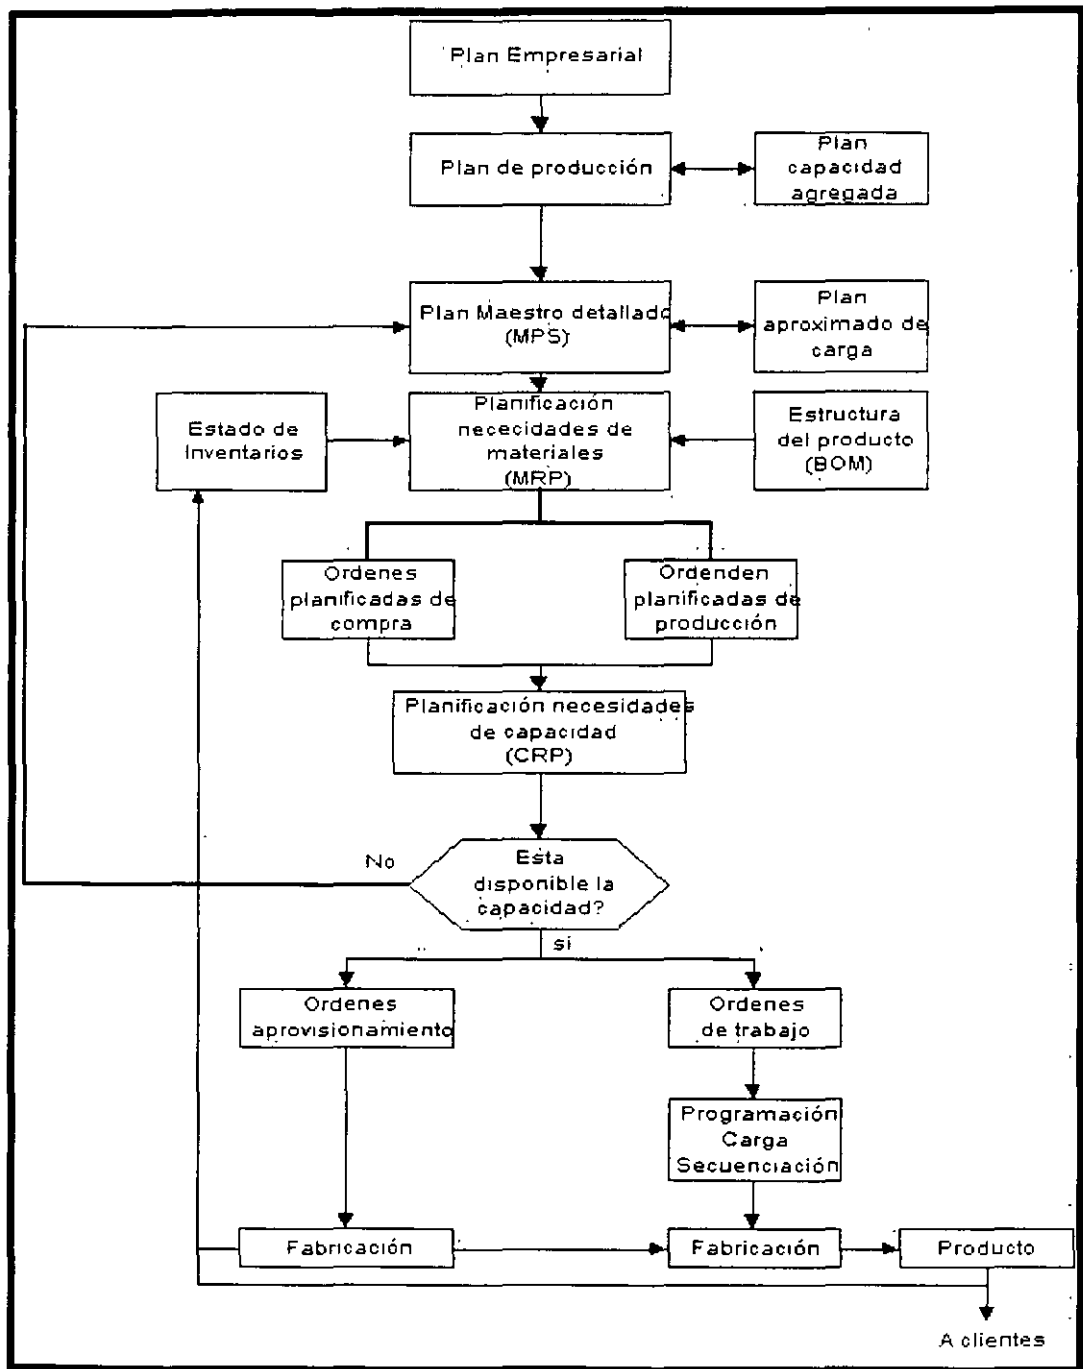 Plan Empresarial
Plan de producción
Plan
capacidad
agregada
Plan Maestro detallado
(MPS)
Plan
aproximado de
carga
Estado de
Inventarios
Planificación
nececidades de
materiales
(MRP)
Estructura
del producto
(BOM)
Ordenes
planificadas de
compra
Ordenden
planificadas de
producción
Planificación necesidades
de capacidad
(CRP)
No
Esta
disponible la
capacidad?
si
Ordenes
aprovisionamiento
Ordenes
de trabajo
Programación
Carga
Secuenciación
Fabricación
Fabricación
Producto
A clientes